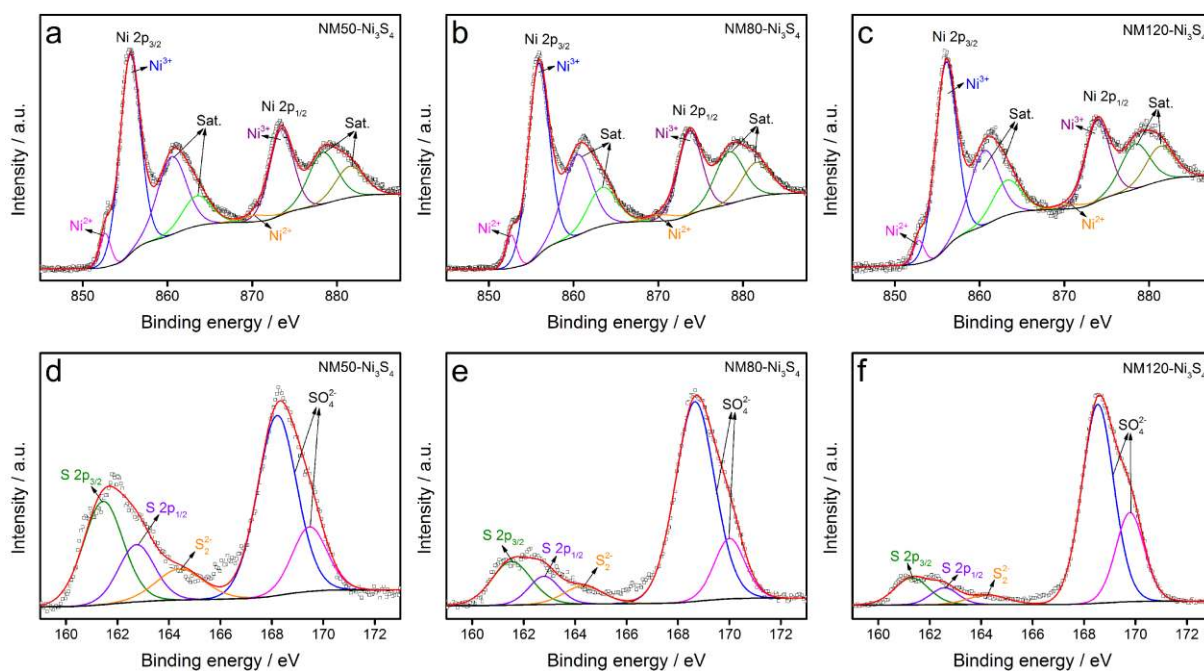 a
NM50-Ni₃S₄
Ni 2p₃/₂
Ni³⁺
Sat.
Ni 2p₁/₂
Ni³⁺
Sat.
Ni²⁺
Ni²⁺
Intensity / a.u.
850 860 870 880
Binding energy / eV
b
NM80-Ni₃S₄
Ni 2p₃/₂
Ni³⁺
Sat.
Ni 2p₁/₂
Ni³⁺
Sat.
Ni²⁺
Ni²⁺
Intensity / a.u.
850 860 870 880
Binding energy / eV
c
NM120-Ni₃S₄
Ni 2p₃/₂
Ni³⁺
Sat.
Ni 2p₁/₂
Ni³⁺
Sat.
Ni²⁺
Ni²⁺
Intensity / a.u.
850 860 870 880
Binding energy / eV
d
NM50-Ni₃S₄
SO₄²⁻
S 2p₃/₂
S 2p₁/₂
S₂²⁻
Intensity / a.u.
160 162 164 166 168 170 172
Binding energy / eV
e
NM80-Ni₃S₄
SO₄²⁻
S 2p₃/₂
S 2p₁/₂
S₂²⁻
Intensity / a.u.
160 162 164 166 168 170 172
Binding energy / eV
f
NM120-Ni₃S₄
SO₄²⁻
S 2p₃/₂
S 2p₁/₂
S₂²⁻
Intensity / a.u.
160 162 164 166 168 170 172
Binding energy / eV